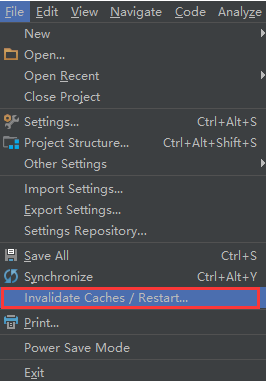 File Edit View Navigate Code Analyze
New
Open...
Open Recent
Close Project
Settings... Ctrl+Alt+S
Project Structure... Ctrl+Alt+Shift+S
Other Settings
Import Settings...
Export Settings...
Settings Repository...
Save All Ctrl+S
Synchronize Ctrl+Alt+Y
Invalidate Caches / Restart...
Print...
Power Save Mode
Exit